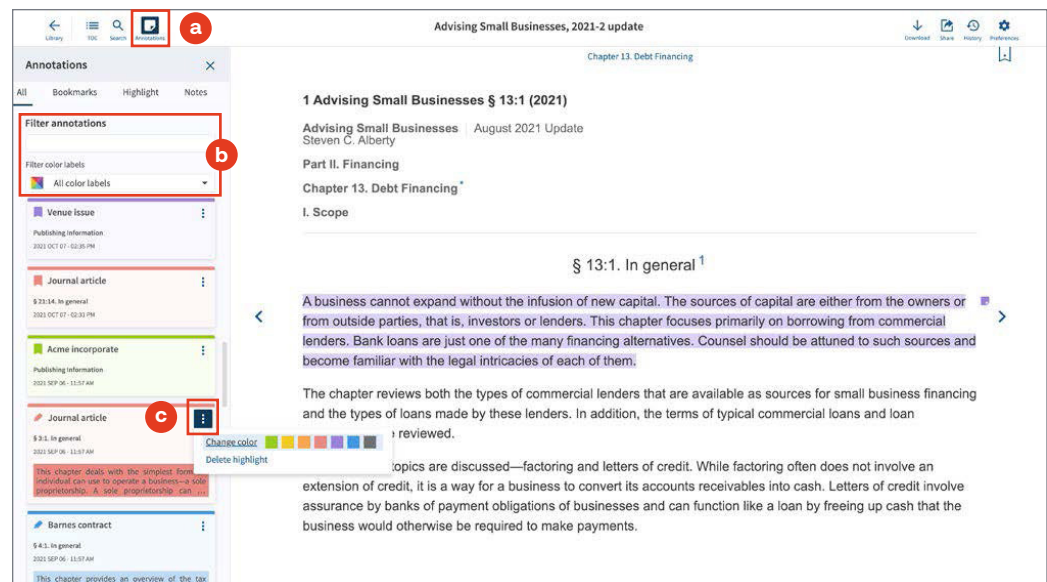 Library
TOC
Search
Annotations
a
Advising Small Businesses, 2021-2 update
Download
Share
History
Preferences
Annotations
All
Bookmarks
Highlight
Notes
Filter annotations
b
Filter color labels
All color labels
Venue issue
Publishing Information
2021 OCT 07 - 02:35 PM
Journal article
§ 21:14. In general
2021 OCT 07 - 02:33 PM
Acme incorporate
Publishing Information
2021 SEP 06 - 11:57 AM
Journal article
c
§ 3:1. In general
2021 SEP 06 - 11:57 AM
This chapter deals with the simplest form
individual can use to operate a business—a sole
proprietorship. A sole proprietorship can ...
Change color
Delete highlight
Barnes contract
§ 4:1. In general
2021 SEP 06 - 11:57 AM
This chapter provides an overview of the tax
Chapter 13. Debt Financing
1 Advising Small Businesses § 13:1 (2021)
Advising Small Businesses | August 2021 Update
Steven C. Alberty
Part II. Financing
Chapter 13. Debt Financing*
I. Scope
§ 13:1. In general 1
A business cannot expand without the infusion of new capital. The sources of capital are either from the owners or
from outside parties, that is, investors or lenders. This chapter focuses primarily on borrowing from commercial
lenders. Bank loans are just one of the many financing alternatives. Counsel should be attuned to such sources and
become familiar with the legal intricacies of each of them.
The chapter reviews both the types of commercial lenders that are available as sources for small business financing
and the types of loans made by these lenders. In addition, the terms of typical commercial loans and loan
reviewed.
topics are discussed—factoring and letters of credit. While factoring often does not involve an
extension of credit, it is a way for a business to convert its accounts receivables into cash. Letters of credit involve
assurance by banks of payment obligations of businesses and can function like a loan by freeing up cash that the
business would otherwise be required to make payments.